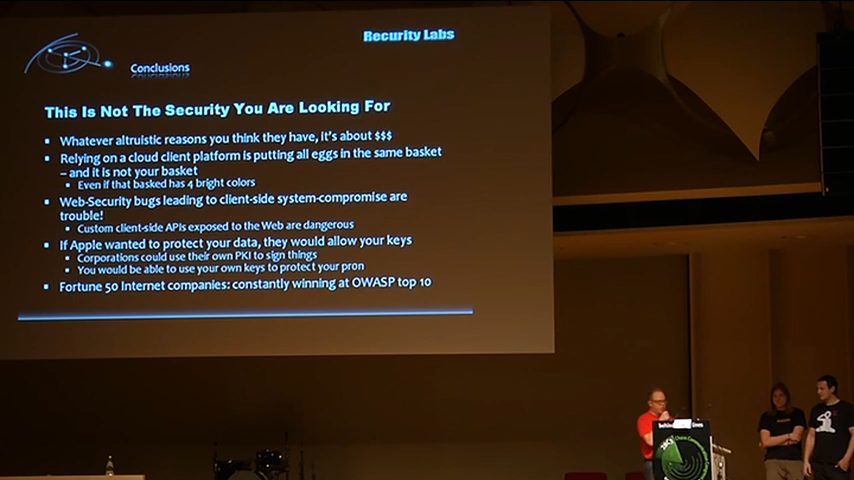 Recurity Labs
Conclusions
This Is Not The Security You Are Looking For
Whatever altruistic reasons you think they have, it's about $$$
Relying on a cloud client platform is putting all eggs in the same basket
– and it is not your basket
Even if that basked has 4 bright colors
Web-Security bugs leading to client-side system-compromise are
trouble!
Custom client-side APIs exposed to the Web are dangerous
If Apple wanted to protect your data, they would allow your keys
Corporations could use their own PKI to sign things
You would be able to use your own keys to protect your pron
Fortune 50 Internet companies: constantly winning at OWASP top 10
behind lines
28C3